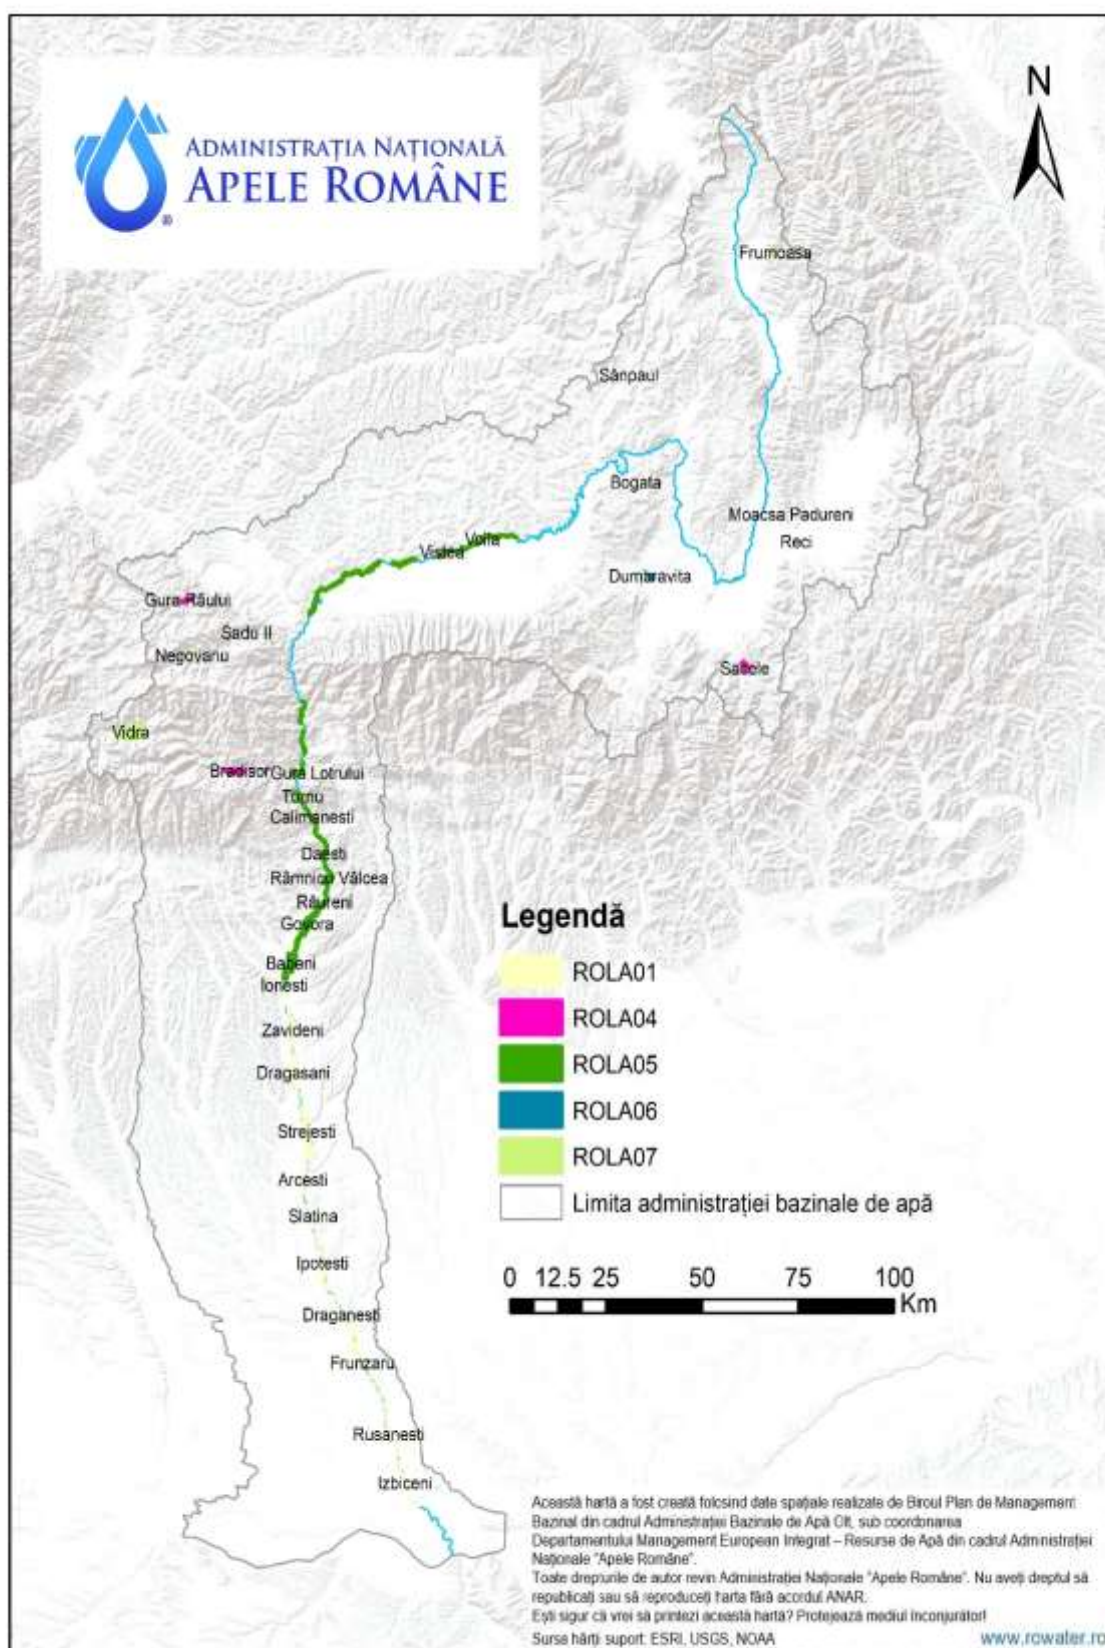 ADMINISTRAȚIA NAȚIONALĂ
APELE ROMÂNE
®
N
Frumoasa
Sânpaul
Bogata
Moacsa Padureni
Voila
Reci
Vistea
Dumbravita
Gura Râului
Sadu II
Negovanu
Sacele
Vidra
Bradisor
Gura Lotrului
Turnu
Calimanesti
Daesti
Râmnicu Vâlcea
Râureni
Govora
Babeni
Ionesti
Zavideni
Dragasani
Strejesti
Arcesti
Slatina
Ipotesti
Draganesti
Frunzaru
Rusanesti
Izbiceni
Legendă
ROLA01
ROLA04
ROLA05
ROLA06
ROLA07
Limita administrației bazinale de apă
0 12.5 25 50 75 100
Km
Această hartă a fost creată folosind date spațiale realizate de Biroul Plan de Management
Bazinal din cadrul Administrației Bazinale de Apă Olt, sub coordonarea
Departamentului Management European Integrat – Resurse de Apă din cadrul Administrației
Naționale "Apele Române".
Toate drepturile de autor revin Administrației Naționale "Apele Române". Nu aveți dreptul să
republicați sau să reproduceți harta fără acordul ANAR.
Ești sigur că vrei să printezi această hartă? Protejează mediul înconjurător!
Sursa hărți suport: ESRI, USGS, NOAA
www.rowater.ro